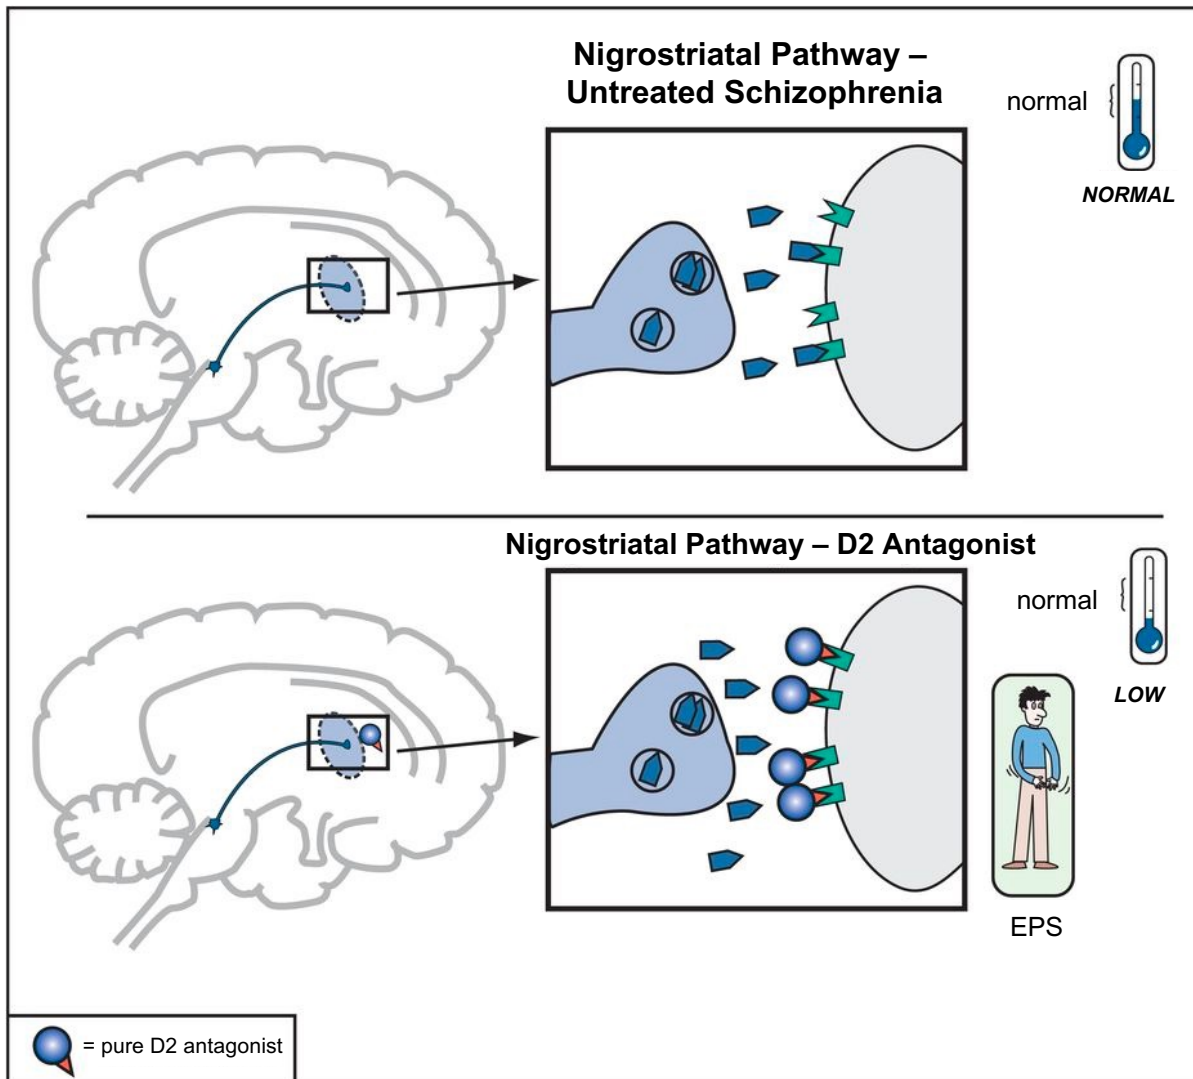 Nigrostriatal Pathway –
Untreated Schizophrenia
normal
NORMAL
Nigrostriatal Pathway – D2 Antagonist
normal
LOW
EPS
= pure D2 antagonist